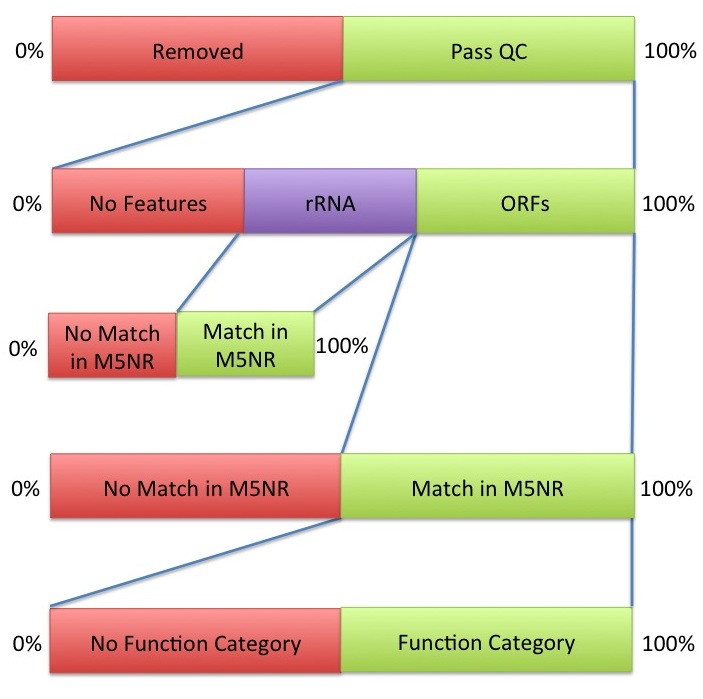 0% Removed Pass QC 100%
0% No Features rRNA ORFs 100%
No Match
in M5NR
Match in
M5NR
0% 100%
0% No Match in M5NR Match in M5NR 100%
0% No Function Category Function Category 100%